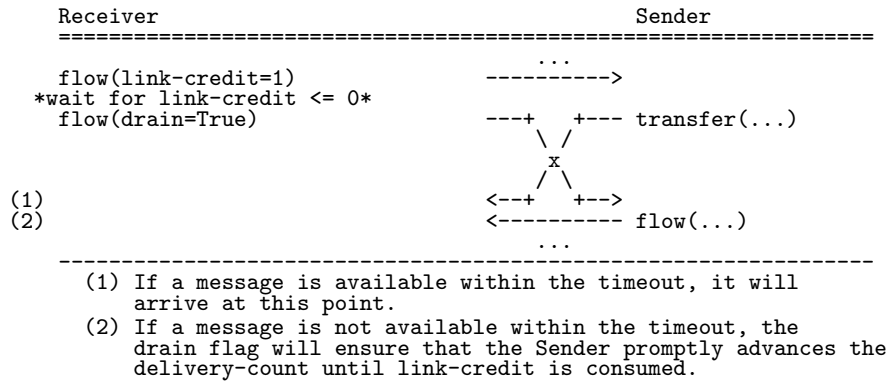 Receiver                                              Sender
=================================================================
                                      ...
flow(link-credit=1)               ---------->
*wait for link-credit <= 0*
flow(drain=True)                  ---+   +--- transfer(...)
                                      \ /
                                       x
                                      / \
(1)                               <--+   +-->
(2)                               <---------- flow(...)
                                      ...
-----------------------------------------------------------------
(1) If a message is available within the timeout, it will
arrive at this point.
(2) If a message is not available within the timeout, the
drain flag will ensure that the Sender promptly advances the
delivery-count until link-credit is consumed.